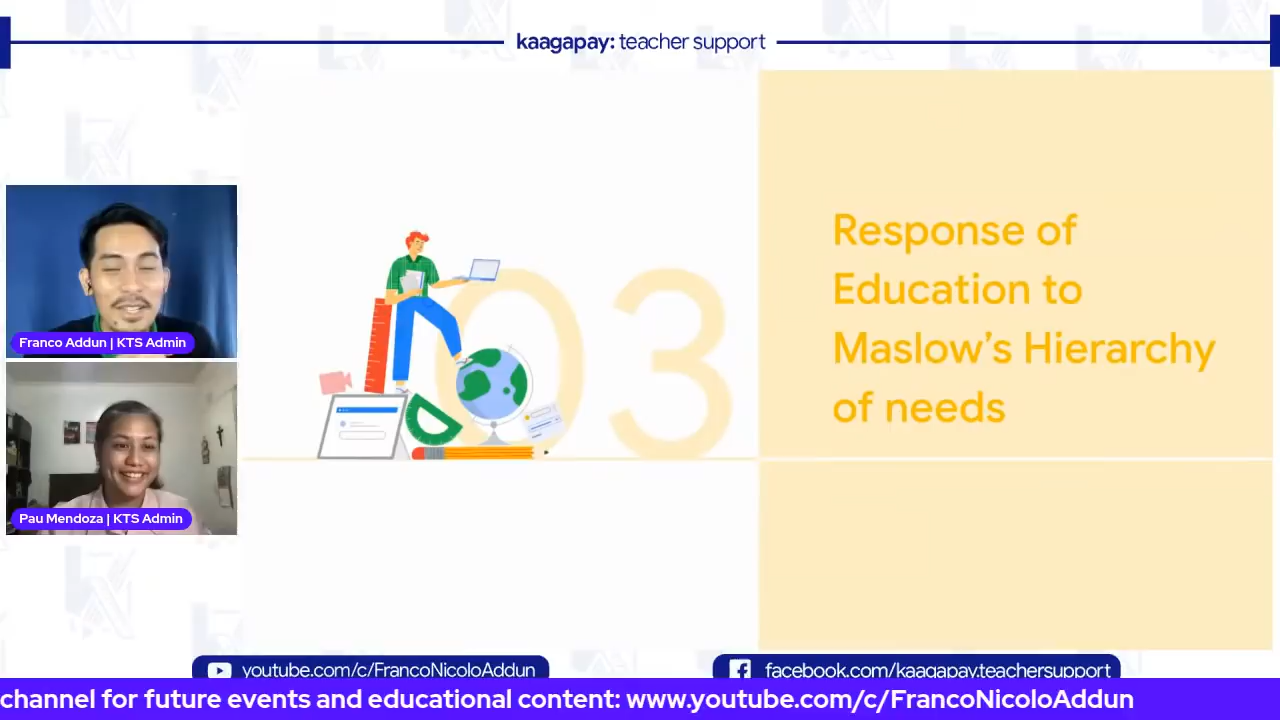 kaagapay: teacher support
Franco Addun | KTS Admin
Pau Mendoza | KTS Admin
03
Response of
Education to
Maslow's Hierarchy
of needs
youtube.com/c/FrancoNicoloAddun
facebook.com/kaagapay.teachersupport
channel for future events and educational content: www.youtube.com/c/FrancoNicoloAddun